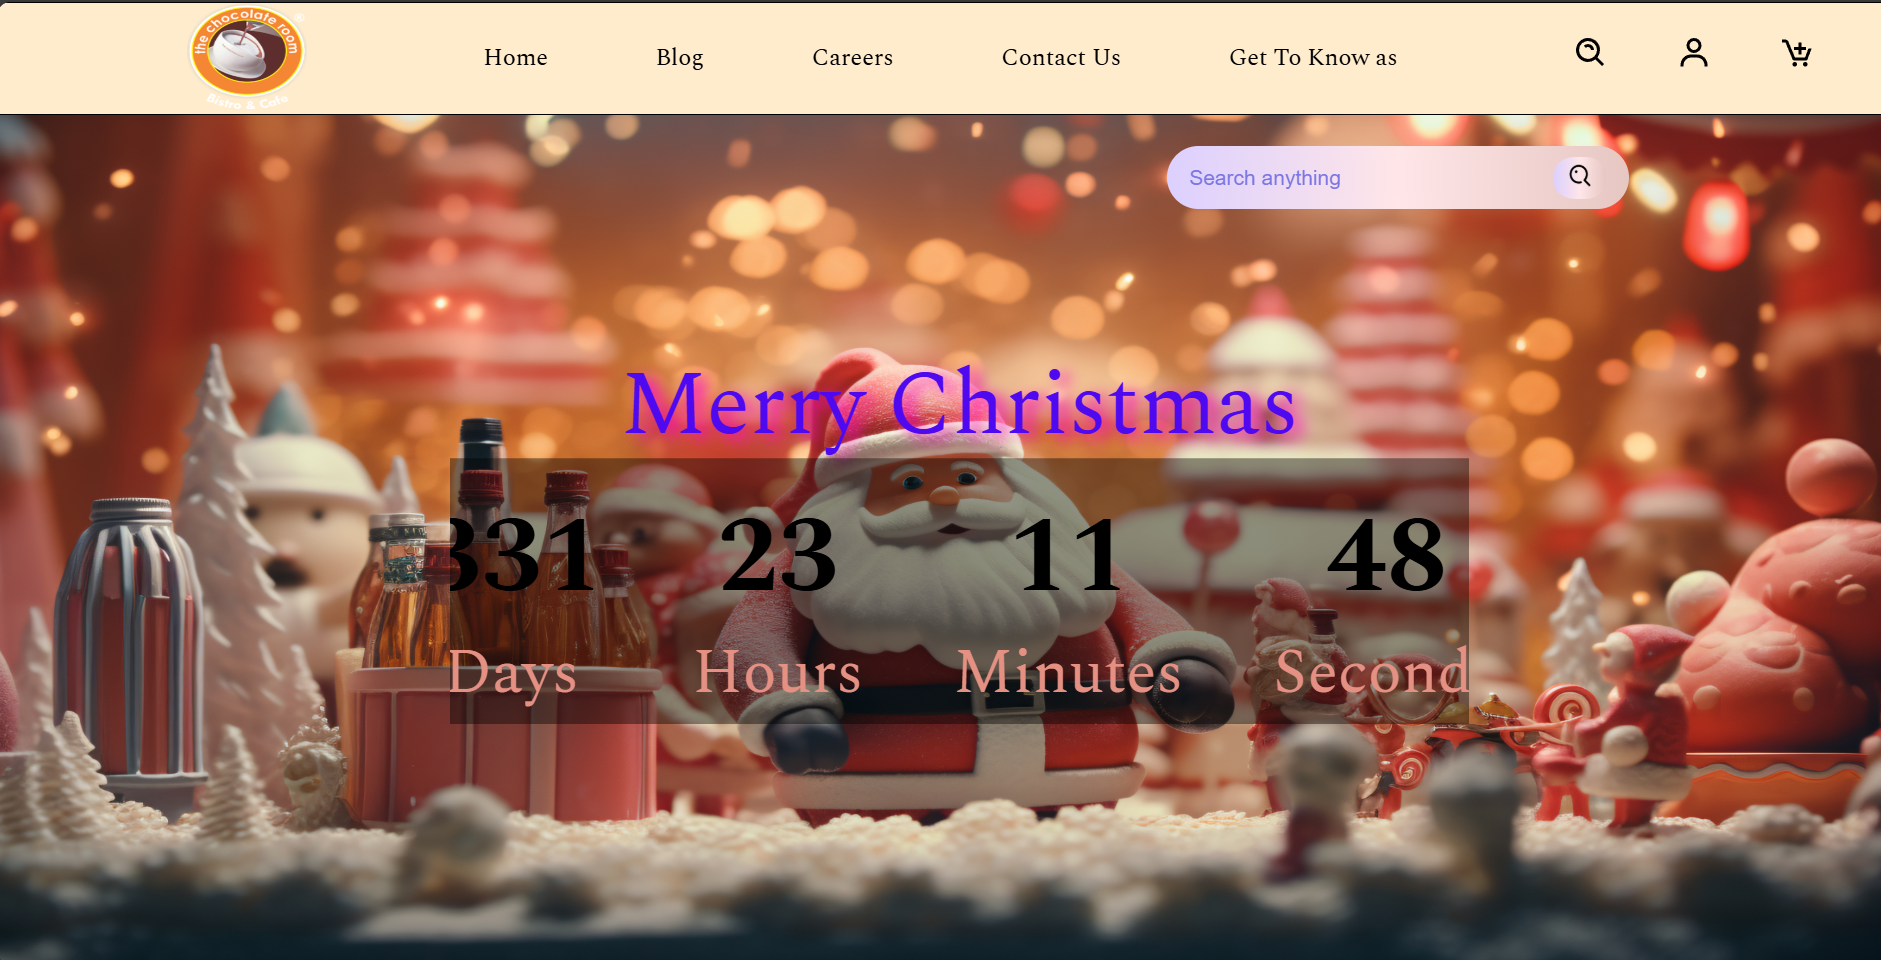 the chocolate room
Bistro & Cafe
Home
Blog
Careers
Contact Us
Get To Know as
Search anything
Merry Christmas
331 23 11 48
Days Hours Minutes Second